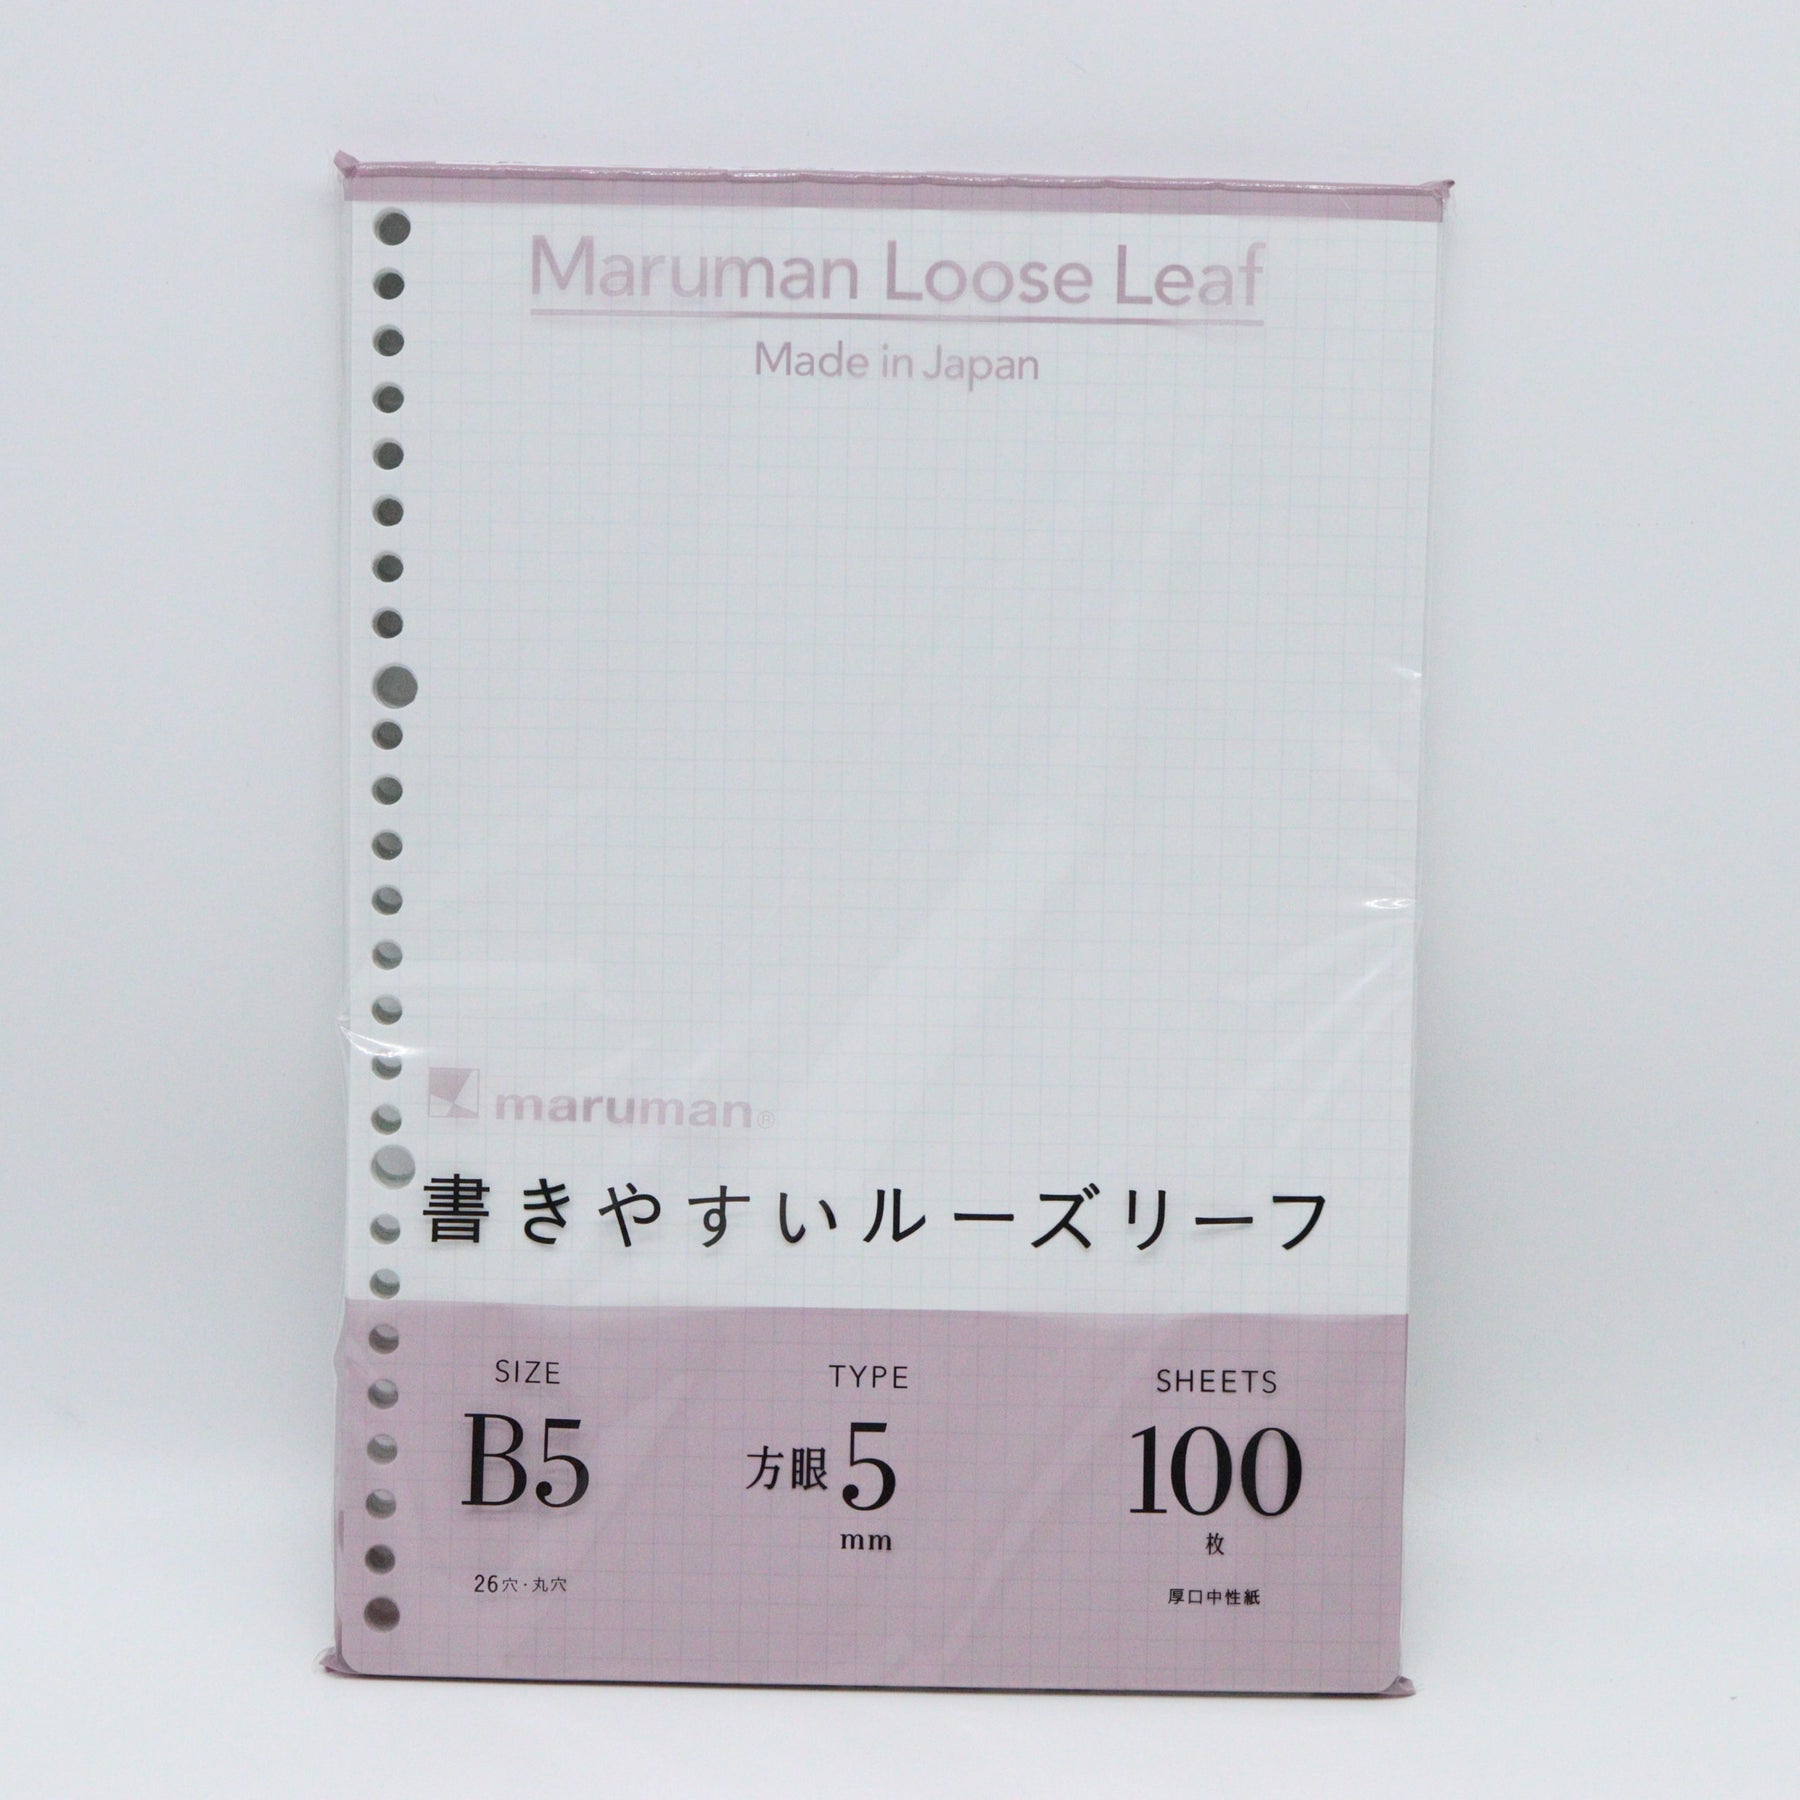 Maruman Loose Leaf
Made in Japan
maruman®
書きやすいルーズリーフ
SIZE
B5
26穴・丸穴
TYPE
方眼5
mm
SHEETS
100
枚
厚口中性紙